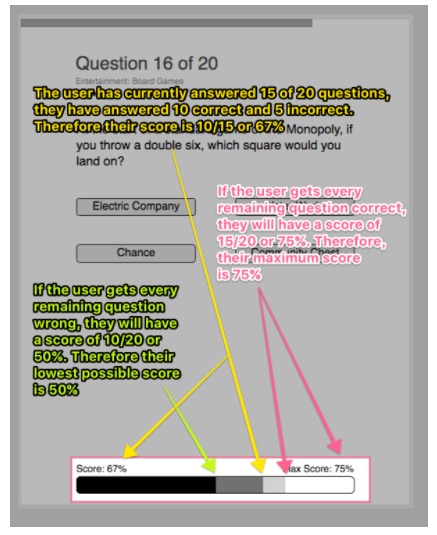 Question 16 of 20
Entertainment: Board Games
The user has currently answered 15 of 20 questions,
they have answered 10 correct and 5 incorrect.
Therefore their score is 10/15 or 67%
Monopoly, if
you throw a double six, which square would you
land on?
If the user gets every
remaining question correct,
they will have a score of
15/20 or 75%. Therefore,
their maximum score
is 75%
Electric Company
Chance
Community Chest
If the user gets every
remaining question
wrong, they will have
a score of 10/20 or
50%. Therefore their
lowest possible score
is 50%
Score: 67%
Max Score: 75%